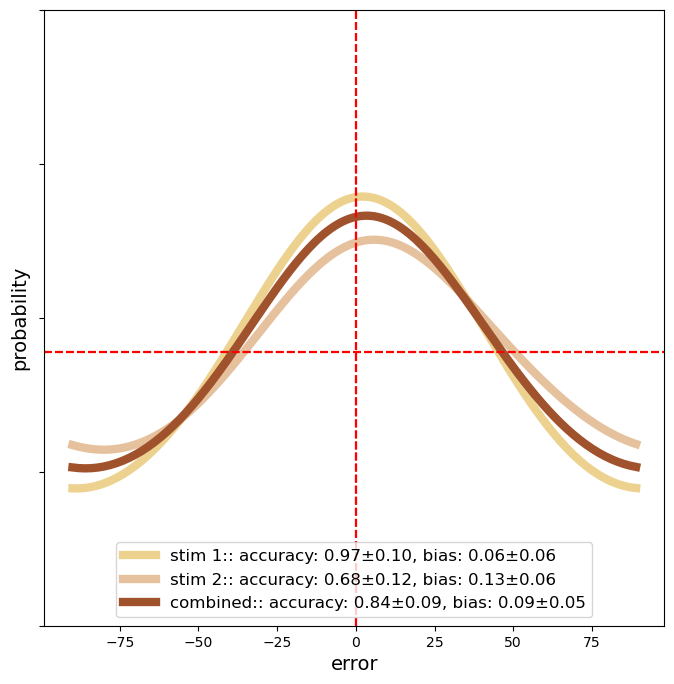 probability
stim 1:: accuracy: 0.97±0.10, bias: 0.06±0.06
stim 2:: accuracy: 0.68±0.12, bias: 0.13±0.06
combined:: accuracy: 0.84±0.09, bias: 0.09±0.05
−75 −50 −25 0 25 50 75
error